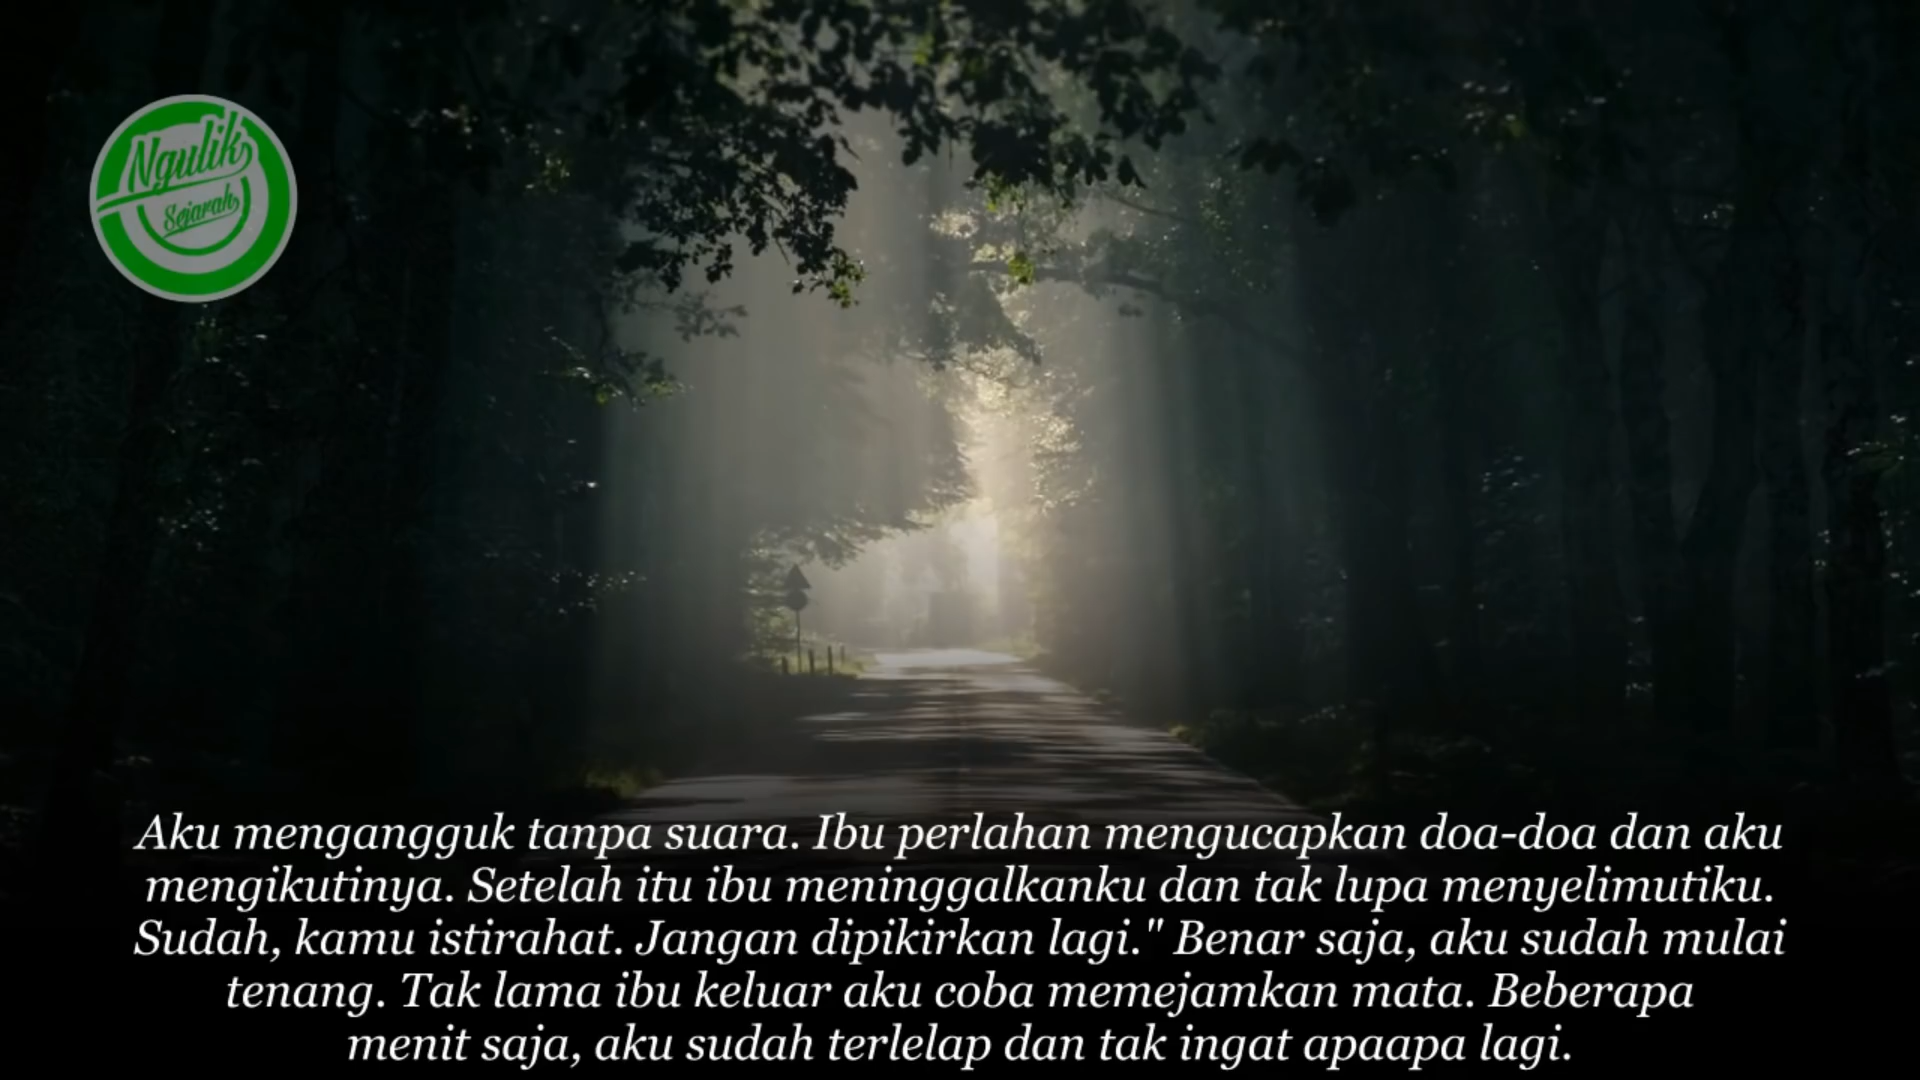 Ngulik
Sejarah
Aku mengangguk tanpa suara. Ibu perlahan mengucapkan doa-doa dan aku
mengikutinya. Setelah itu ibu meninggalkanku dan tak lupa menyelimutiku.
Sudah, kamu istirahat. Jangan dipikirkan lagi." Benar saja, aku sudah mulai
tenang. Tak lama ibu keluar aku coba memejamkan mata. Beberapa
menit saja, aku sudah terlelap dan tak ingat apaapa lagi.